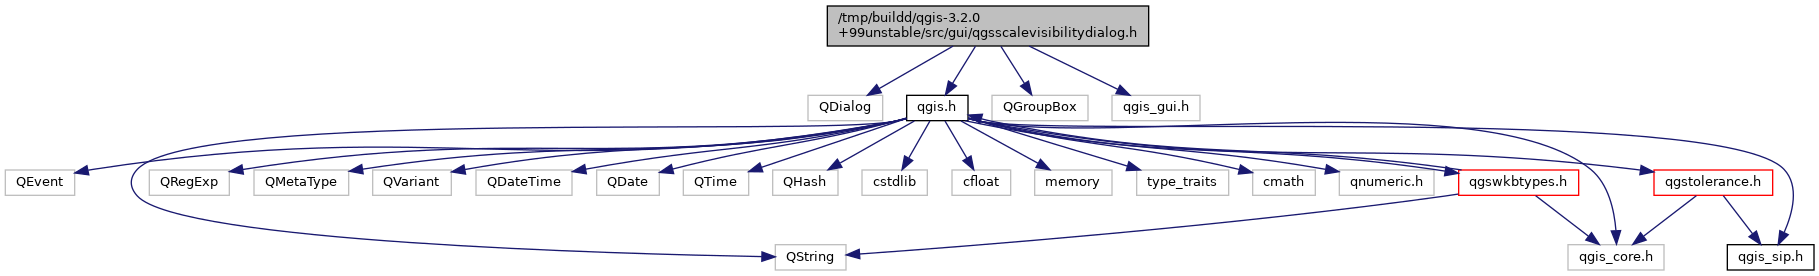 /tmp/buildd/qgis-3.2.0
+99unstable/src/gui/qgsscalevisibilitydialog.h
QDialog
qgis.h
QGroupBox
qgis_gui.h
QEvent
QRegExp
QMetaType
QVariant
QDateTime
QDate
QTime
QHash
cstdlib
cfloat
memory
type_traits
cmath
qnumeric.h
qgswkbtypes.h
qgstolerance.h
QString
qgis_core.h
qgis_sip.h